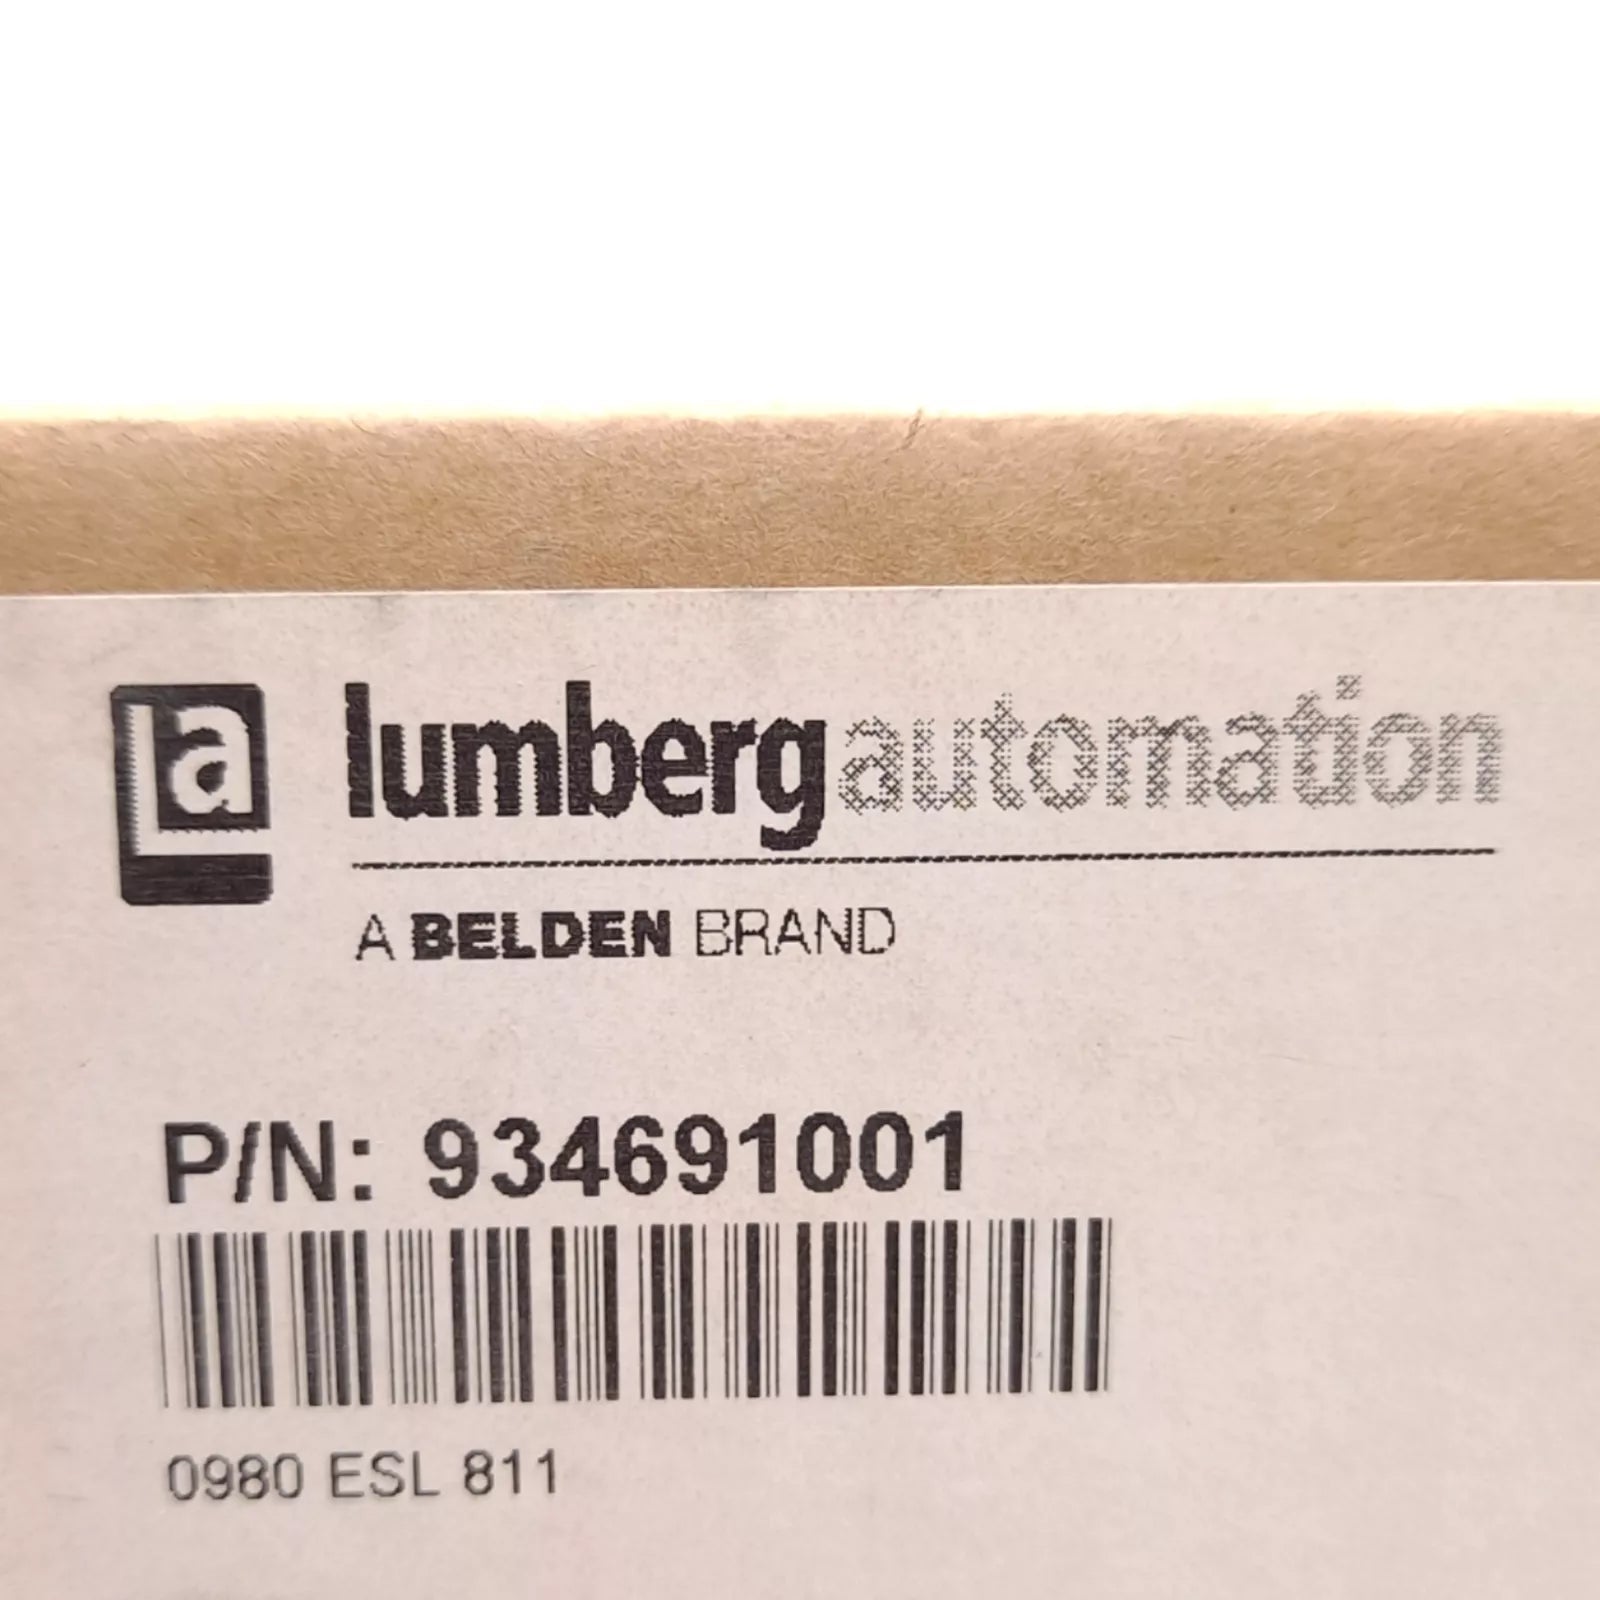 la lumbergautomation
A BELDEN BRAND
P/N: 934691001
0980 ESL 811